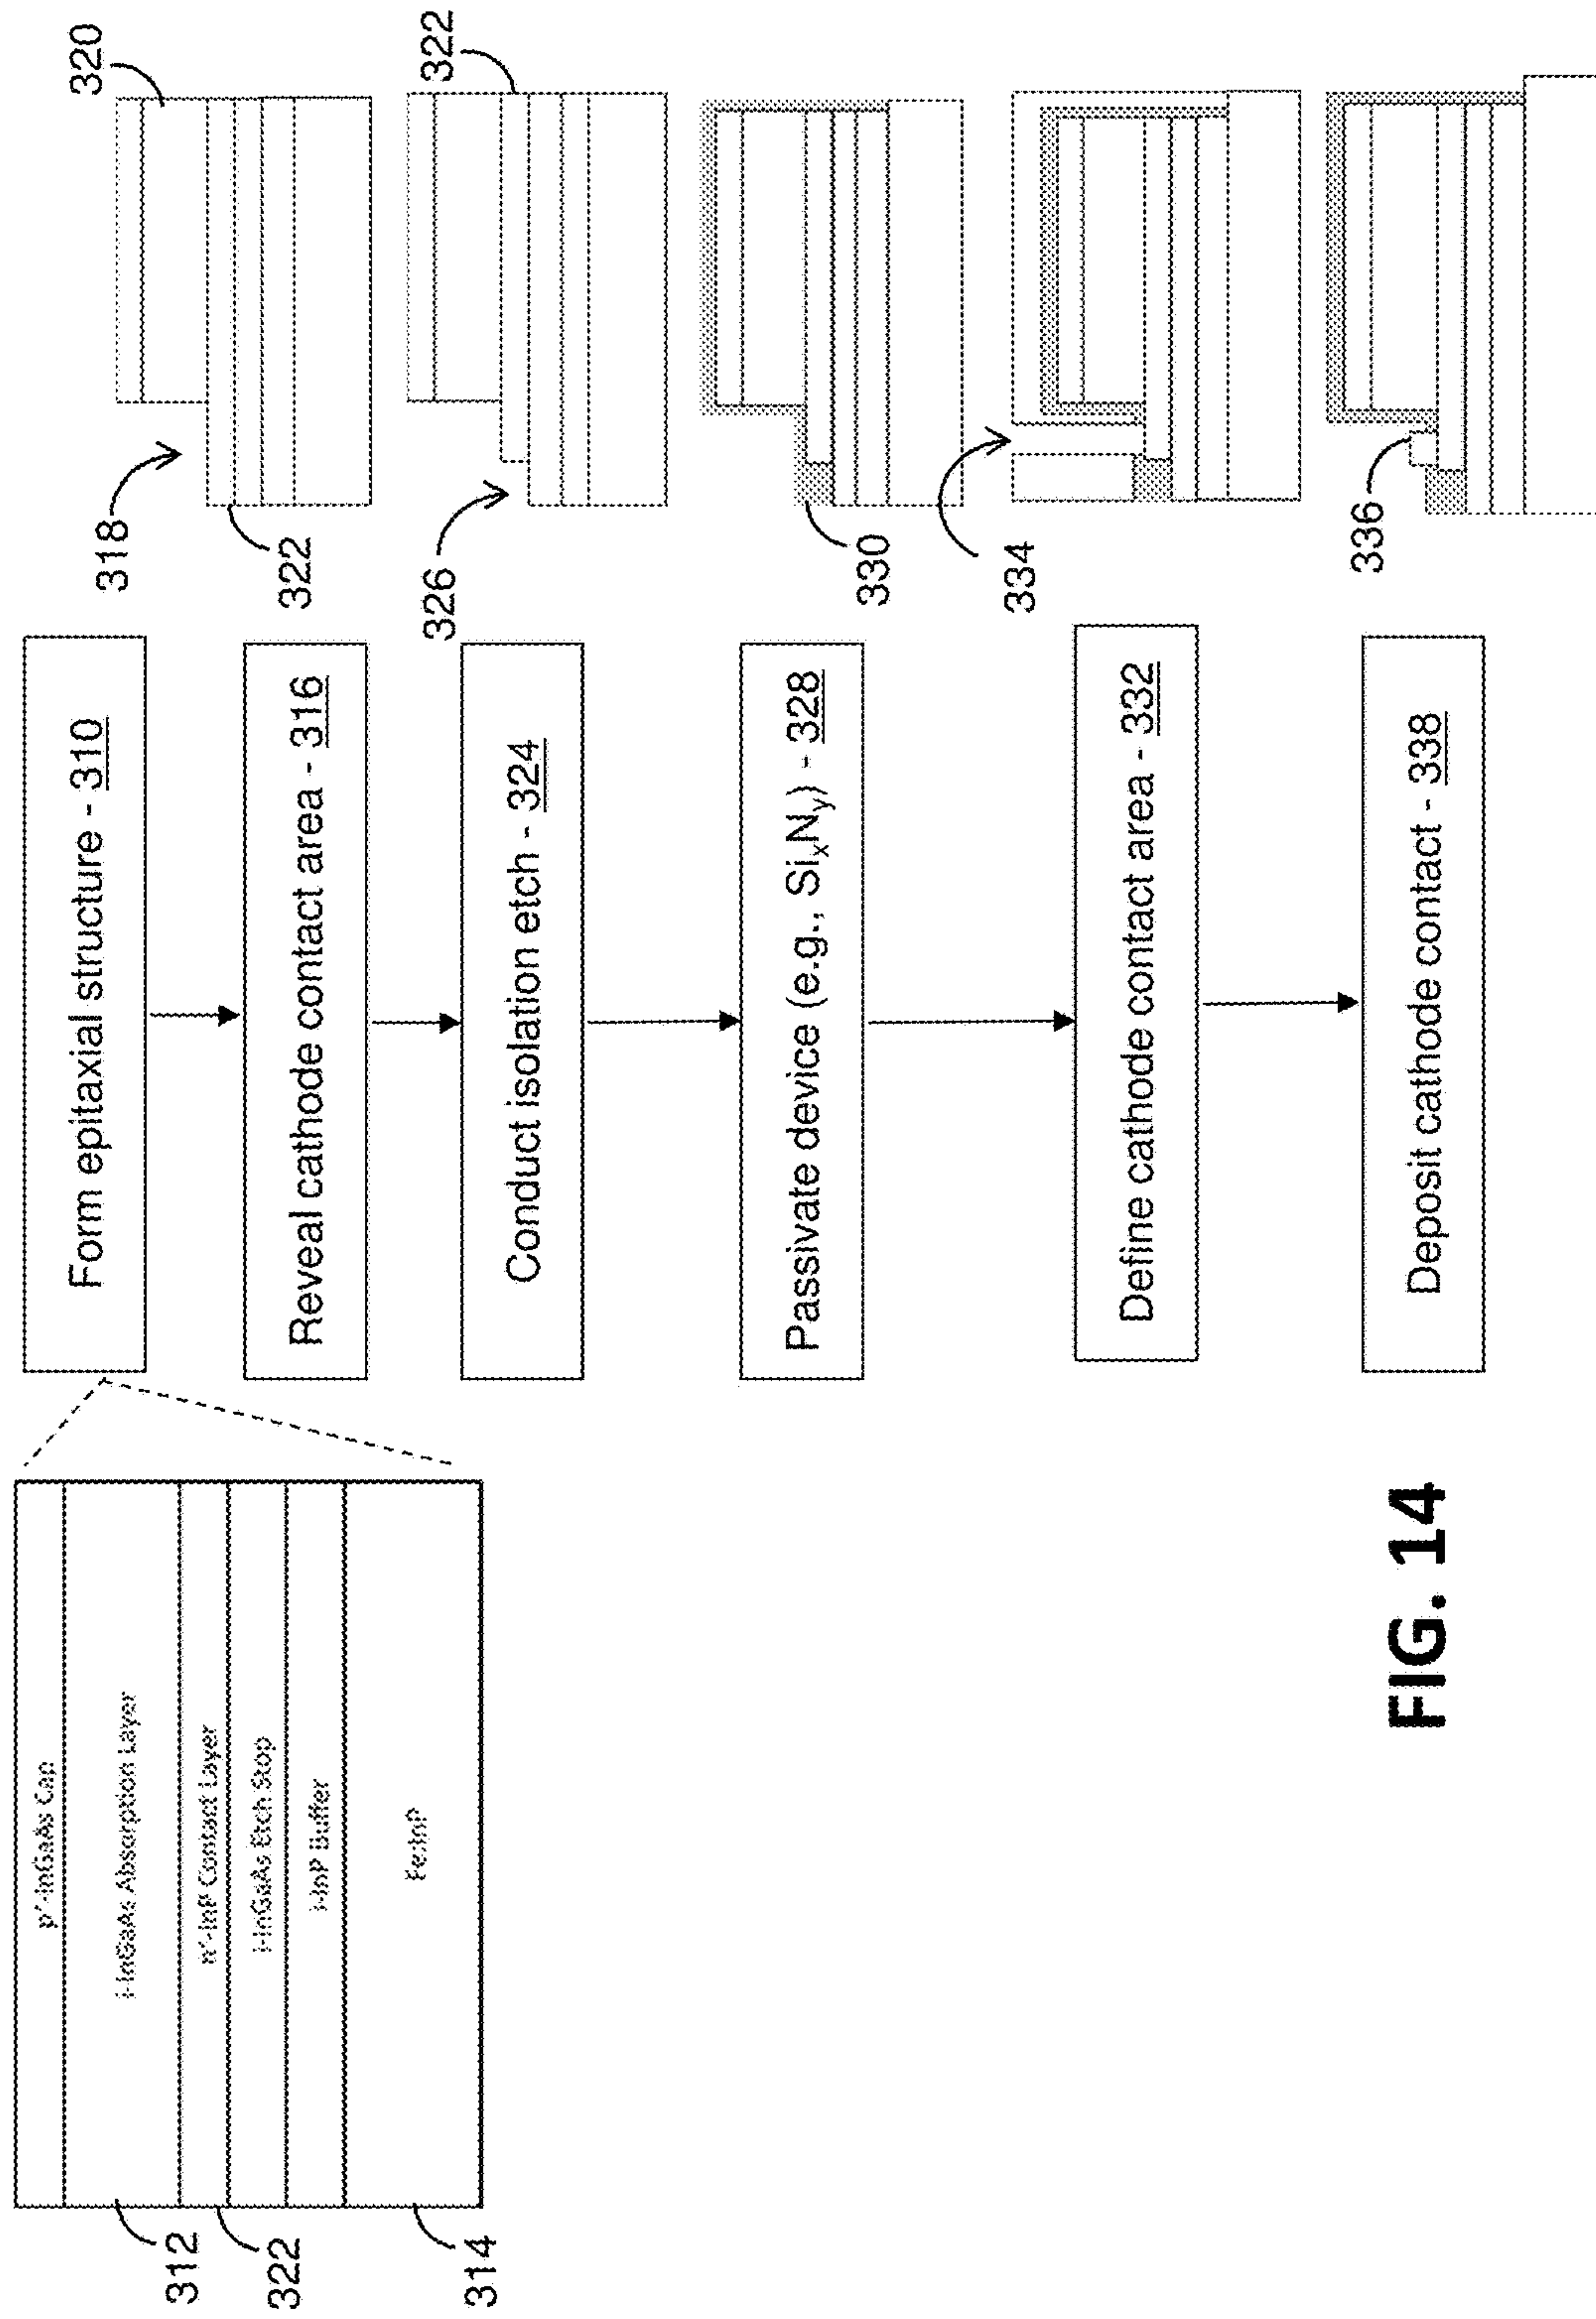 p+-InGaAs Cap
i-InGaAs Absorption Layer
n+-InP Contact Layer
i-InGaAs Etch Stop
i-InP Buffer
Fe:InP
312
322
314
Form epitaxial structure - 310
Reveal cathode contact area - 316
Conduct isolation etch - 324
Passivate device (e.g., SixNy) - 328
Define cathode contact area - 332
Deposit cathode contact - 338
318
320
322
326
322
330
334
336
FIG. 14